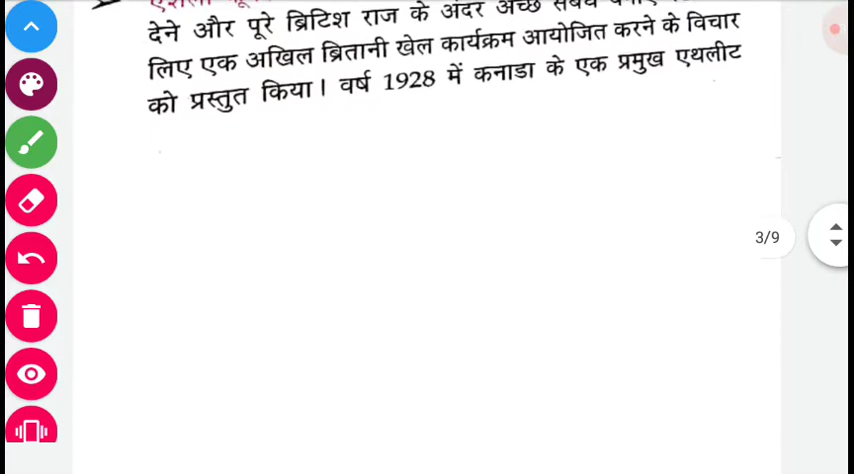 देने और पूरे ब्रिटिश राज के अंदर अच्छे संबंध
लिए एक अखिल ब्रितानी खेल कार्यक्रम आयोजित करने के विचार
को प्रस्तुत किया। वर्ष 1928 में कनाडा के एक प्रमुख एथलीट
3/9